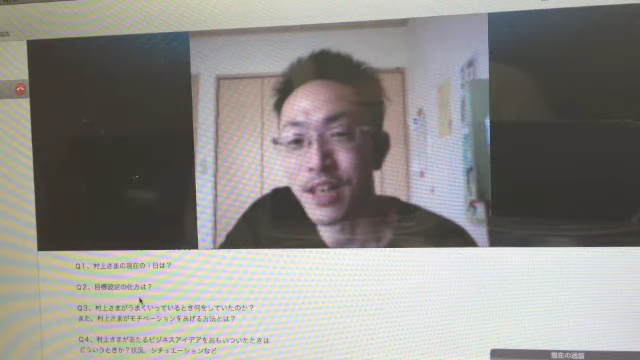 Q1、村上さまの現在の1日は?
Q2、目標設定の仕方は?
Q3、村上さまがうまくいっているとき何をしていたのか?
また、村上さまがモチベーションをあげる方法とは?
Q4、村上さまがあたるビジネスアイデアをおもいついたときは
どういうときか?状況、シチュエーションなど
現在の通話